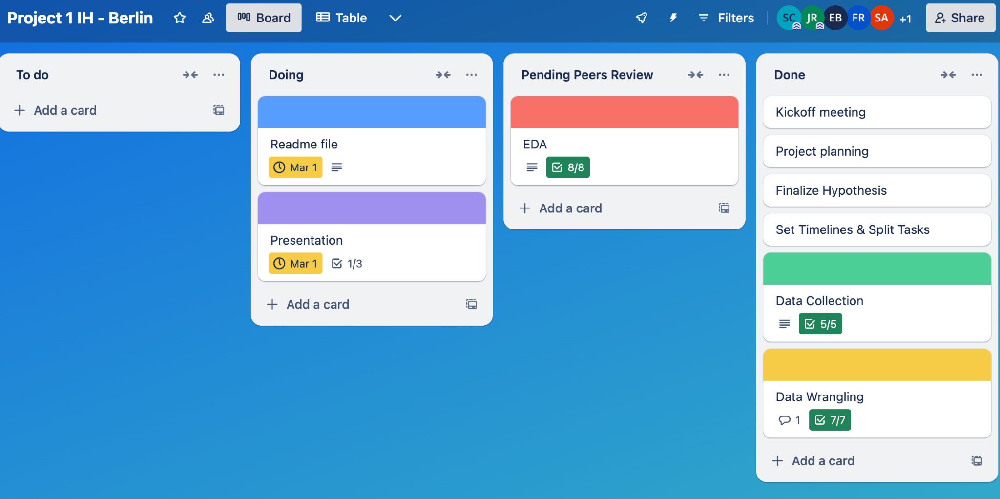 Project 1 IH - Berlin
Board
Table
Filters
SC
JR
EB
FR
SA
+1
Share
To do
Add a card
Doing
Readme file
Mar 1
Presentation
Mar 1
1/3
Add a card
Pending Peers Review
EDA
8/8
Add a card
Done
Kickoff meeting
Project planning
Finalize Hypothesis
Set Timelines & Split Tasks
Data Collection
5/5
Data Wrangling
1
7/7
Add a card